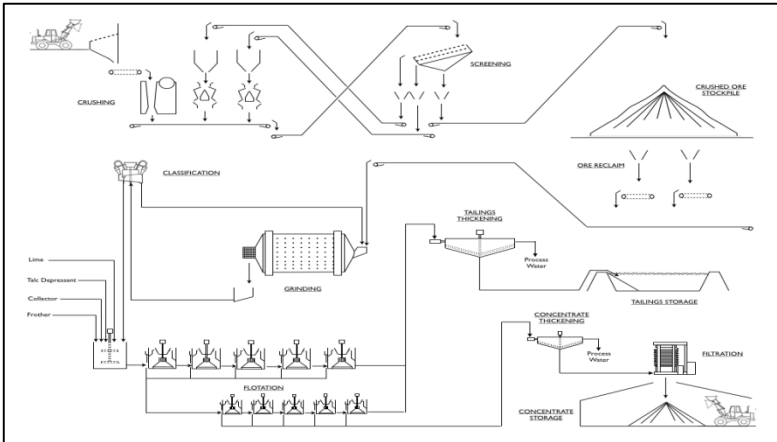 SCREENING
CRUSHING
CRUSHED ORE
STOCKPILE
ORE RECLAIM
CLASSIFICATION
TAILINGS
THICKENING
Process
Water
Lime
Talc Depressant
Collector
Frother
GRINDING
TAILINGS STORAGE
CONCENTRATE
THICKENING
Process
Water
FILTRATION
FLOTATION
CONCENTRATE
STORAGE